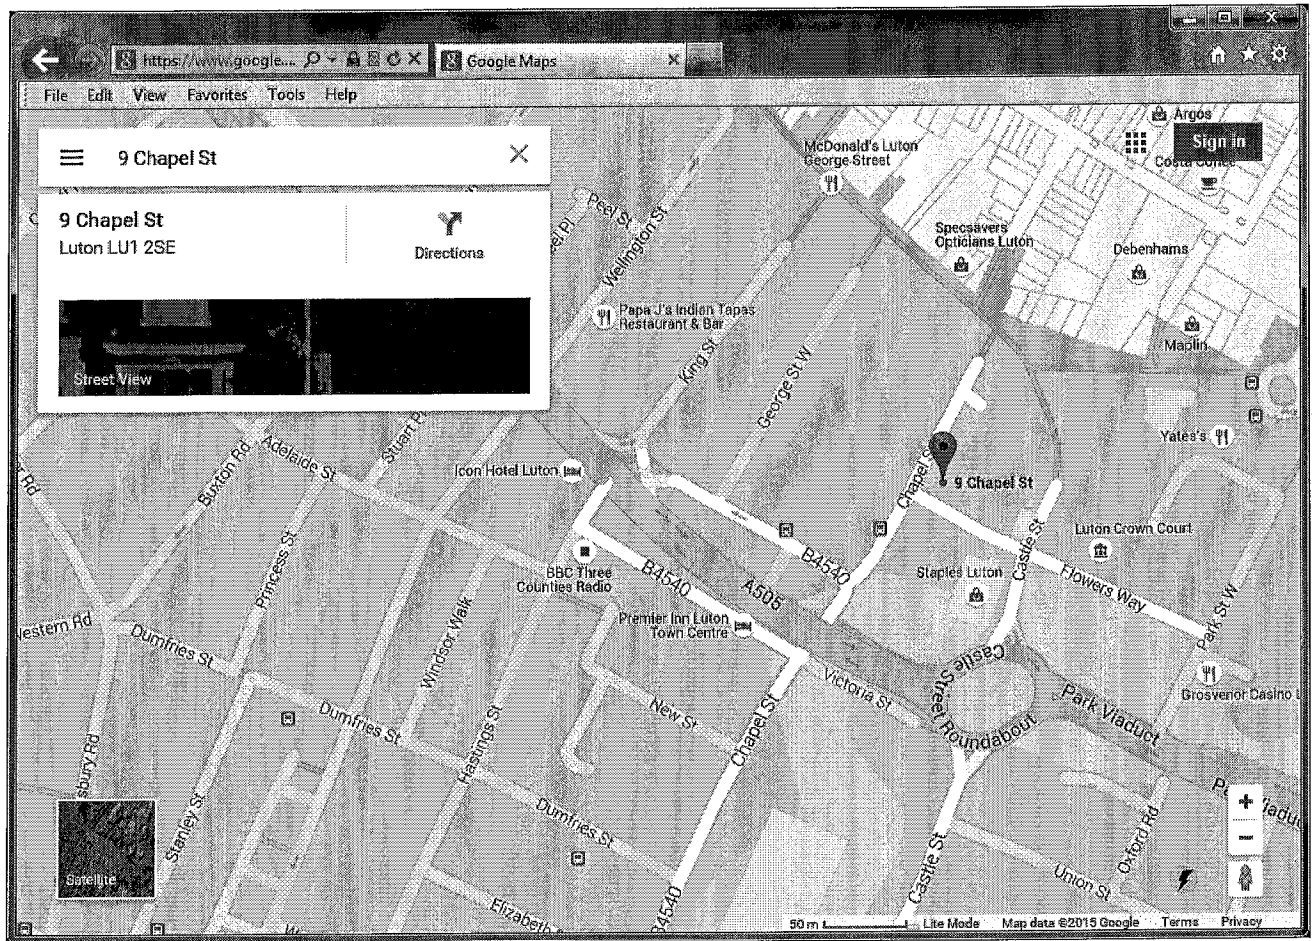 https://www.google....
Google Maps
File Edit View Favorites Tools Help
9 Chapel St
9 Chapel St
Luton LU1 2SE
Directions
Street View
Sign in
Argos
McDonald's Luton
George Street
Costa Coffee
Peel St
Wellington St
Specsavers
Opticians Luton
Debenhams
Papa J's Indian Tapas
Restaurant & Bar
Maplin
King St
George St W
Yates's
Stuart Pl
Adelaide St
Buxton Rd
Icon Hotel Luton
Chapel S
9 Chapel St
Luton Crown Court
Castle St
Princess St
BBC Three
Counties Radio
B4540
A505
B4540
Staples Luton
Flowers Way
Premier Inn Luton
Town Centre
Park St W
Western Rd
Dumfries St
Windsor Walk
Castle Street Roundabout
Victoria St
Park Viaduct
Grosvenor Casino L
New St
Chapel St
Dumfries St
Hastings St
sbury Rd
Stanley St
Dumfries St
Oxford Rd
Castle St
Union St
Satellite
Elizabeth
B4540
50 m
Lite Mode
Map data ©2015 Google
Terms
Privacy